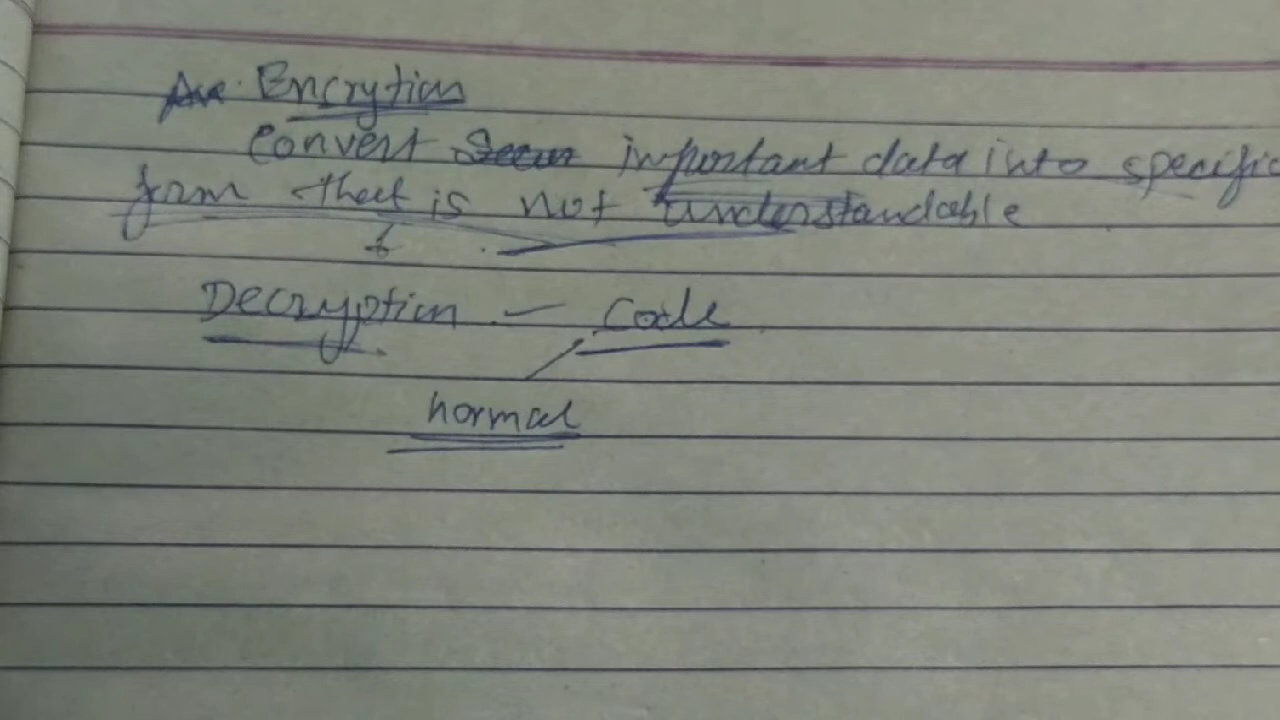 Encrytion
Convert important data into specific
form that is not understandable
Decryption - Code
normal